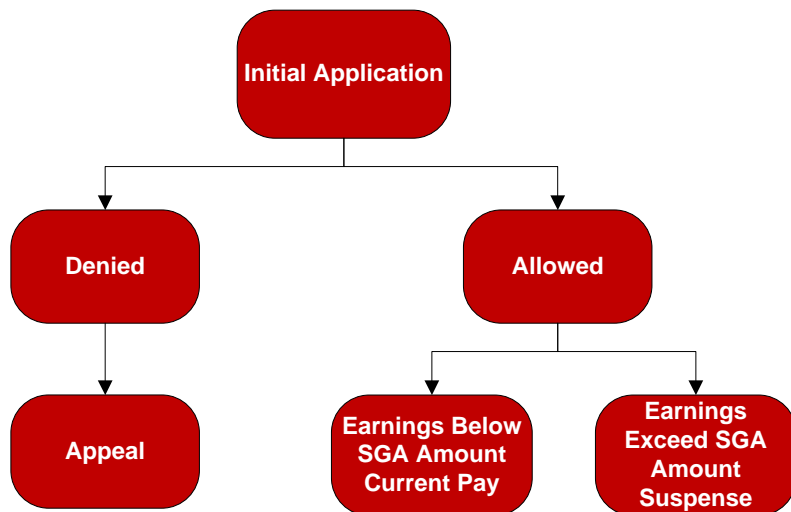 Initial Application
Denied
Allowed
Appeal
Earnings Below
SGA Amount
Current Pay
Earnings
Exceed SGA
Amount
Suspense